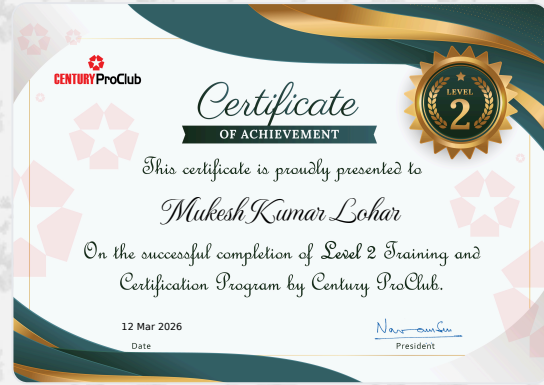 CENTURY ProClub
Certificate
OF ACHIEVEMENT
LEVEL
2
This certificate is proudly presented to
Mukesh Kumar Lohar
On the successful completion of Level 2 Training and
Certification Program by Century ProClub.
12 Mar 2026
Date
President